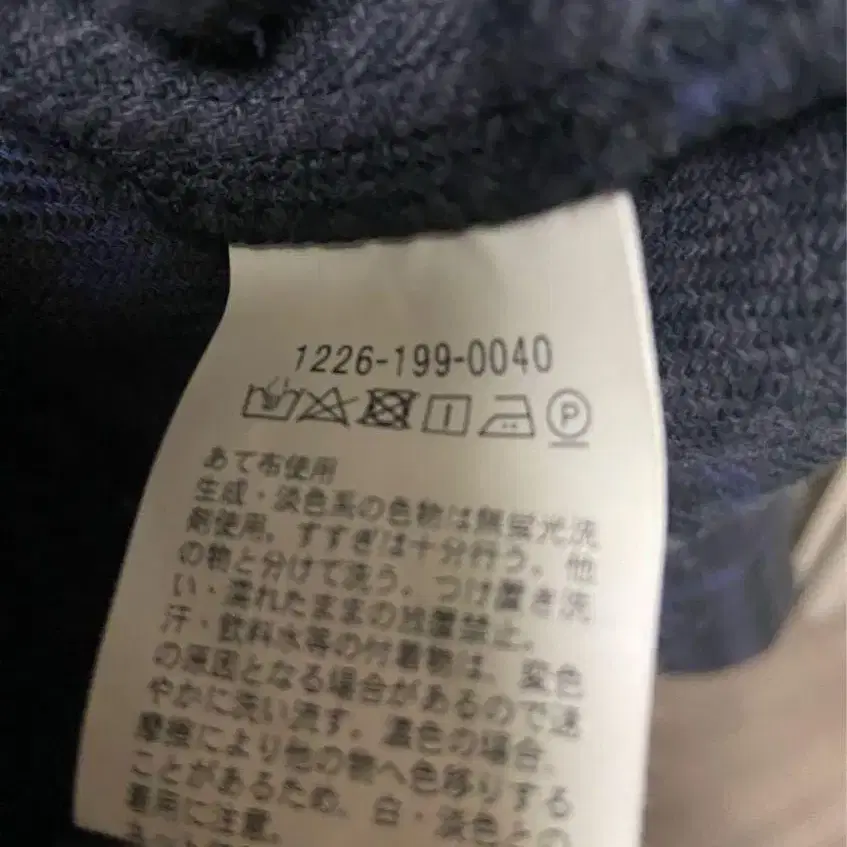 1226-199-0040
P
あて布使用
生成・淡色系の色物は無蛍光洗
剤使用。すすぎは十分行う。他
の物と分けて洗う。つけ置き洗
い・濡れたままの放置禁止。
汗・飲料水等の付着物は、変色
の原因となる場合があるので速
やかに洗い流す。濃色の場合、
摩擦により他の物へ色移りする
ことがあるため、白・淡色との
着用に注意。